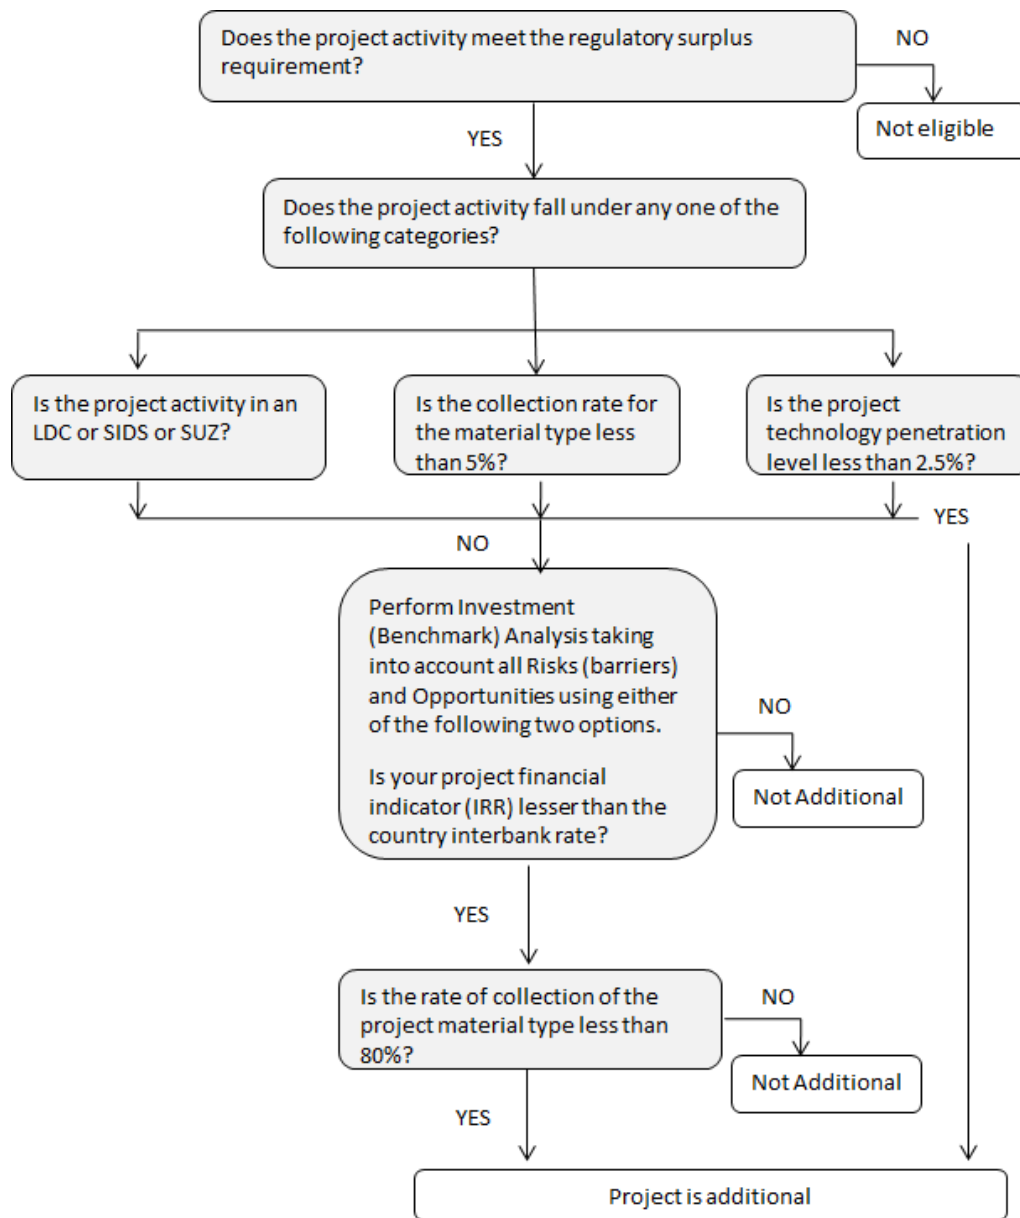 Does the project activity meet the regulatory surplus
requirement?
NO
Not eligible
YES
Does the project activity fall under any one of the
following categories?
Is the project activity in an
LDC or SIDS or SUZ?
Is the collection rate for
the material type less
than 5%?
Is the project
technology penetration
level less than 2.5%?
YES
NO
Perform Investment
(Benchmark) Analysis taking
into account all Risks (barriers)
and Opportunities using either
of the following two options.
Is your project financial
indicator (IRR) lesser than the
country interbank rate?
NO
Not Additional
YES
Is the rate of collection of the
project material type less than
80%?
NO
Not Additional
YES
Project is additional